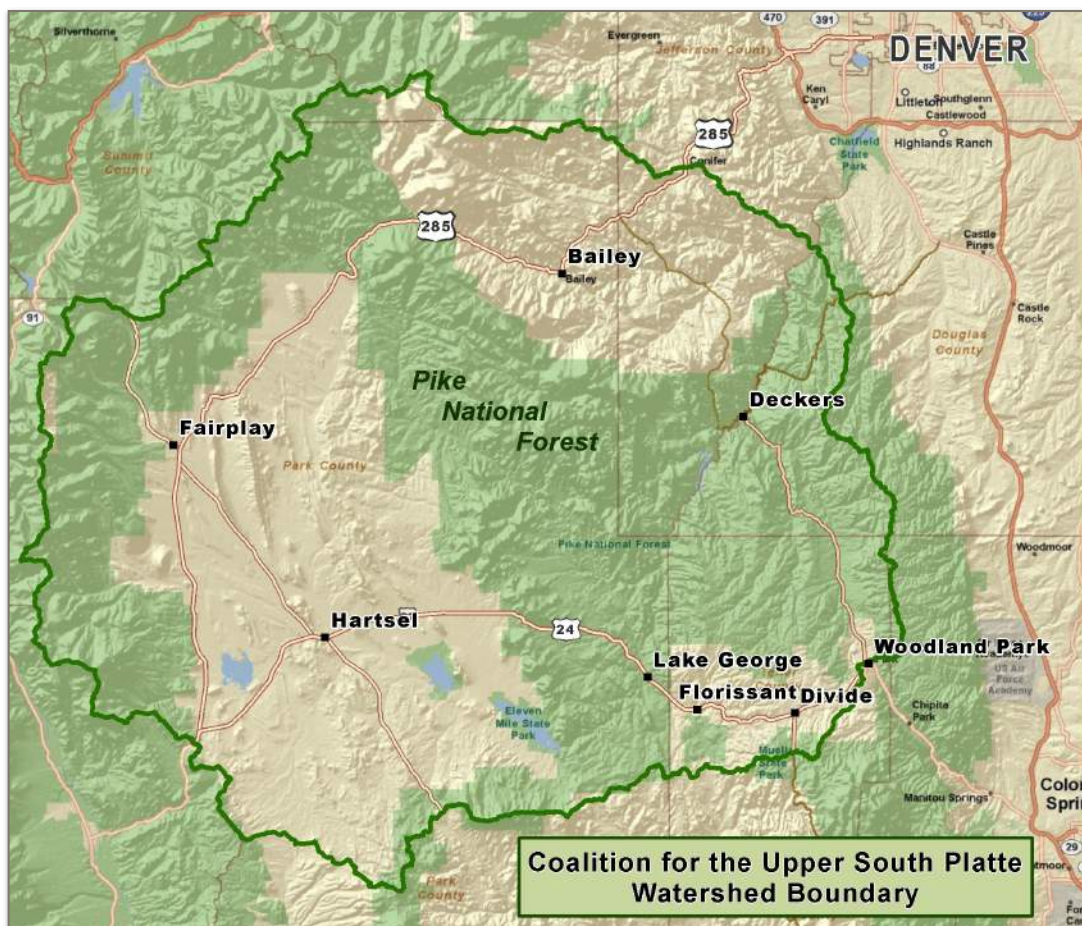 Silverthorne
Evergreen
Jefferson County
470
391
DENVER
88
Ken
Caryl
Littleton
Southglenn
Castlewood
Highlands Ranch
285
Conifer
Chatfield
State
Park
Summit
County
285
Bailey
Bailey
Castle
Pines
91
Castle
Rock
Douglas
County
Pike
National
Forest
Deckers
Fairplay
Park County
Pike National Forest
Woodmoor
Hartsel
24
Lake George
Woodland Park
US Air
Force
Academy
Florissant
Divide
Chipita
Park
Eleven
Mile State
Park
State
Park
Manitou Springs
Park
County
29
Coalition for the Upper South Platte
Watershed Boundary